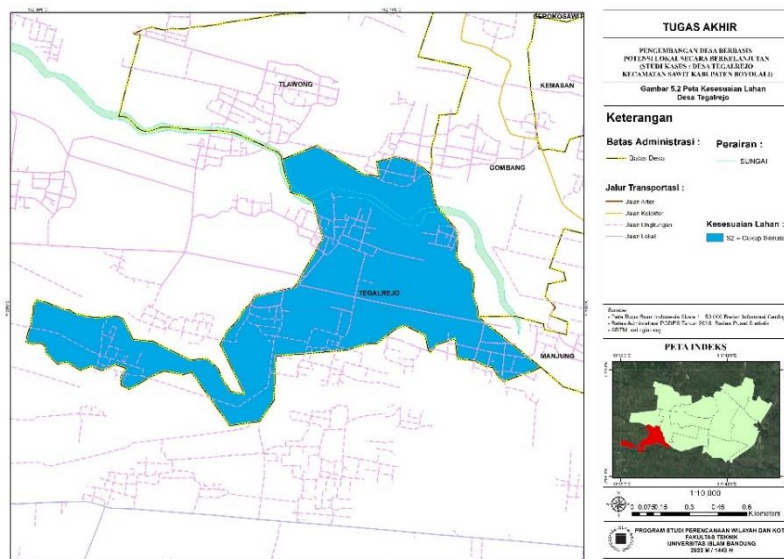 TLAWONG
KEMASAN
GOMBANG
TEGALREJO
MANJUNG
TUGAS AKHIR
PENGEMBANGAN DESA BERBASIS
POTENSI LOKAL SECARA BERKELANJUTAN
(STUDI KASUS : DESA TEGALREJO
KECAMATAN SAWIT KABUPATEN BOYOLALI)
Gambar 5.2 Peta Kesesuaian Lahan
Desa Tegalrejo
Keterangan
Batas Administrasi :
Batas Desa
Perairan :
SUNGAI
Jalur Transportasi :
Jalan Arteri
Jalan Kolektor
Jalan Lingkungan
Jalan Lokal
Kesesuaian Lahan :
S2 = Cukup Sesuai
Sumber
PETA INDEKS
1:10,000
0 0.075 0.15 0.3 0.45 0.6
Kilometers
PROGRAM STUDI PERENCANAAN WILAYAH DAN KOT
FAKULTAS TEKNIK
UNIVERSITAS ISLAM BANDUNG
2022 M / 1443 H